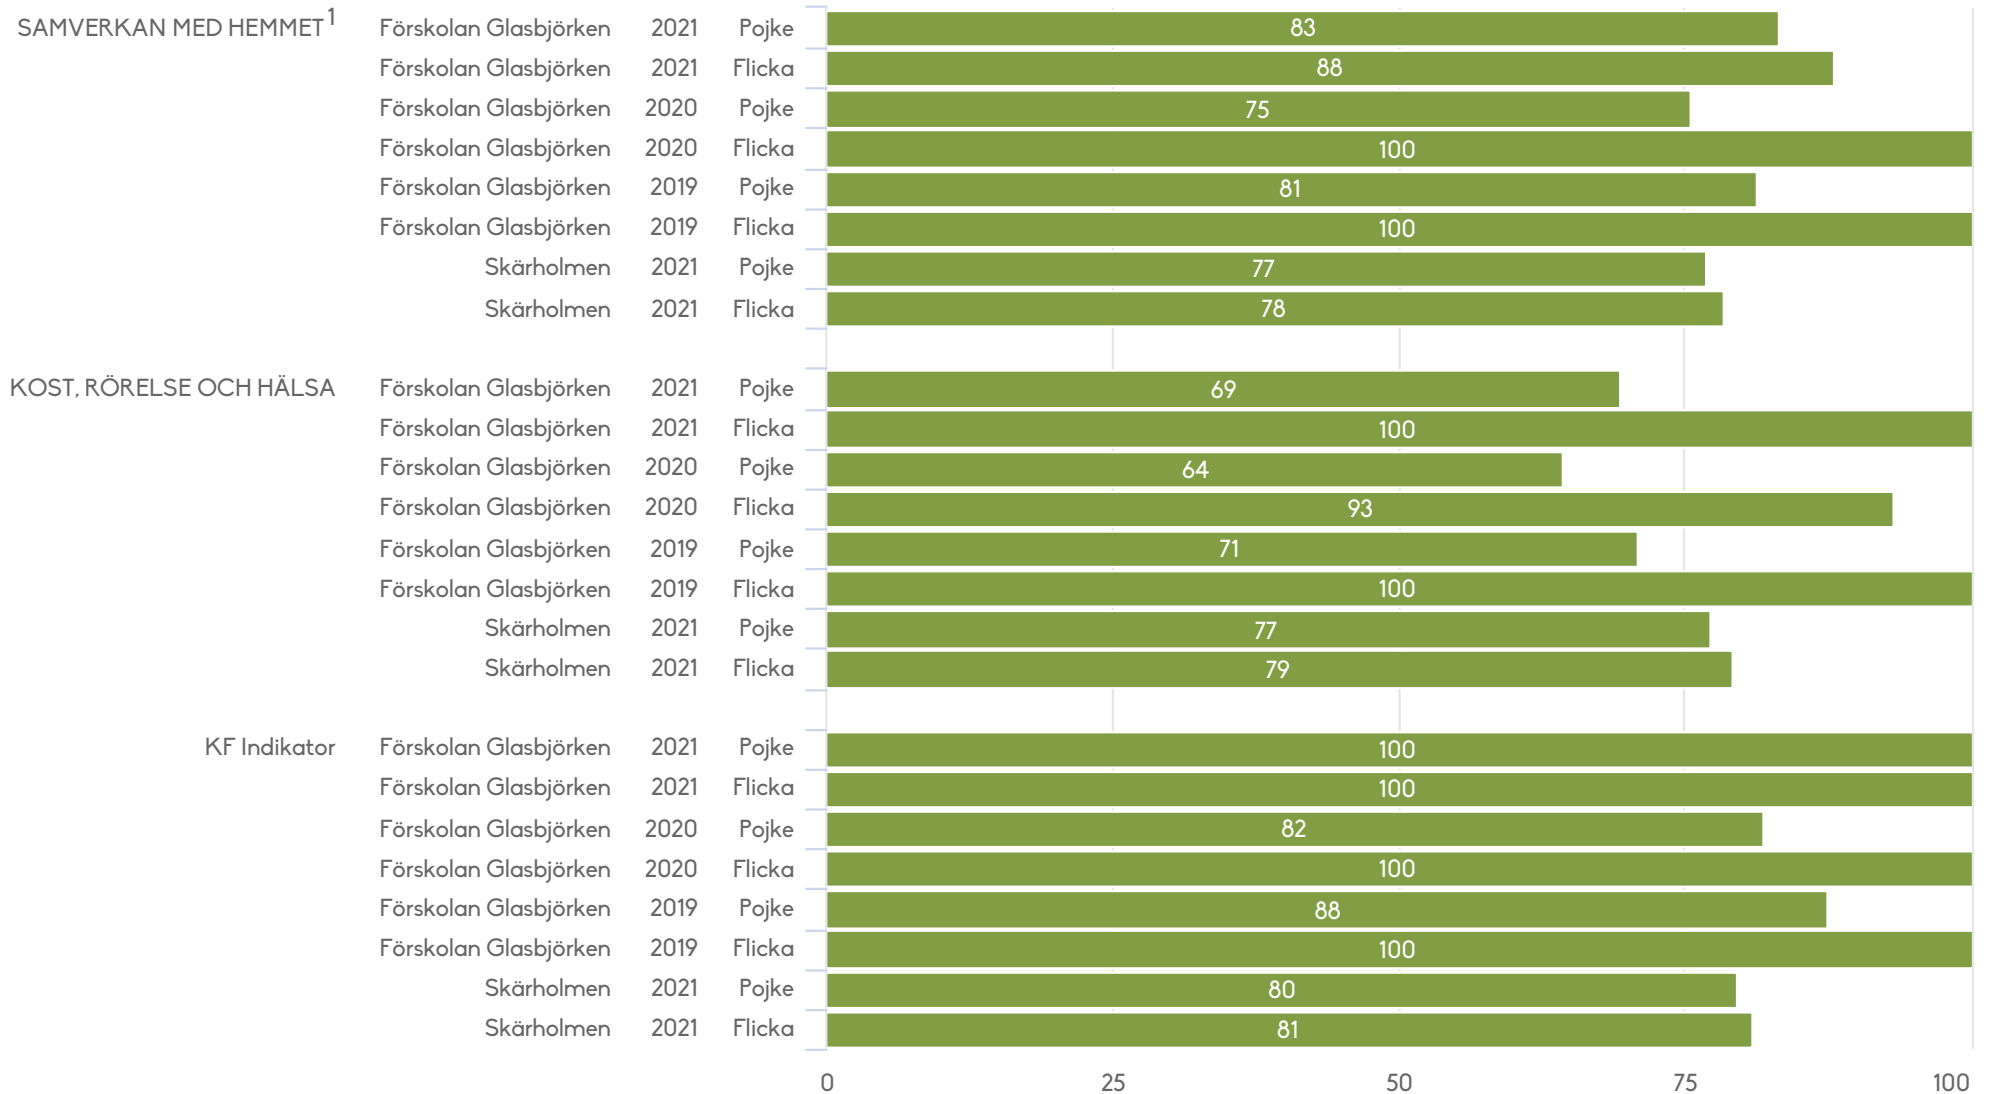 SAMVERKAN MED HEMMET1 Förskolan Glasbjörken 2021 Pojke 83
Förskolan Glasbjörken 2021 Flicka 88
Förskolan Glasbjörken 2020 Pojke 75
Förskolan Glasbjörken 2020 Flicka 100
Förskolan Glasbjörken 2019 Pojke 81
Förskolan Glasbjörken 2019 Flicka 100
Skärholmen 2021 Pojke 77
Skärholmen 2021 Flicka 78
KOST, RÖRELSE OCH HÄLSA Förskolan Glasbjörken 2021 Pojke 69
Förskolan Glasbjörken 2021 Flicka 100
Förskolan Glasbjörken 2020 Pojke 64
Förskolan Glasbjörken 2020 Flicka 93
Förskolan Glasbjörken 2019 Pojke 71
Förskolan Glasbjörken 2019 Flicka 100
Skärholmen 2021 Pojke 77
Skärholmen 2021 Flicka 79
KF Indikator Förskolan Glasbjörken 2021 Pojke 100
Förskolan Glasbjörken 2021 Flicka 100
Förskolan Glasbjörken 2020 Pojke 82
Förskolan Glasbjörken 2020 Flicka 100
Förskolan Glasbjörken 2019 Pojke 88
Förskolan Glasbjörken 2019 Flicka 100
Skärholmen 2021 Pojke 80
Skärholmen 2021 Flicka 81
0 25 50 75 100